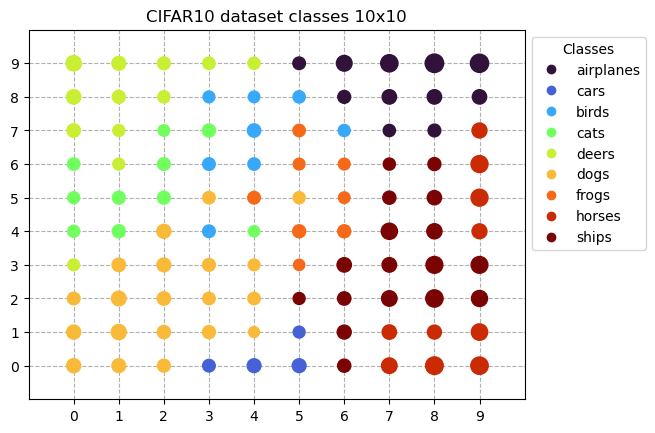 CIFAR10 dataset classes 10x10
9
8
7
6
5
4
3
2
1
0
0 1 2 3 4 5 6 7 8 9
Classes
airplanes
cars
birds
cats
deers
dogs
frogs
horses
ships